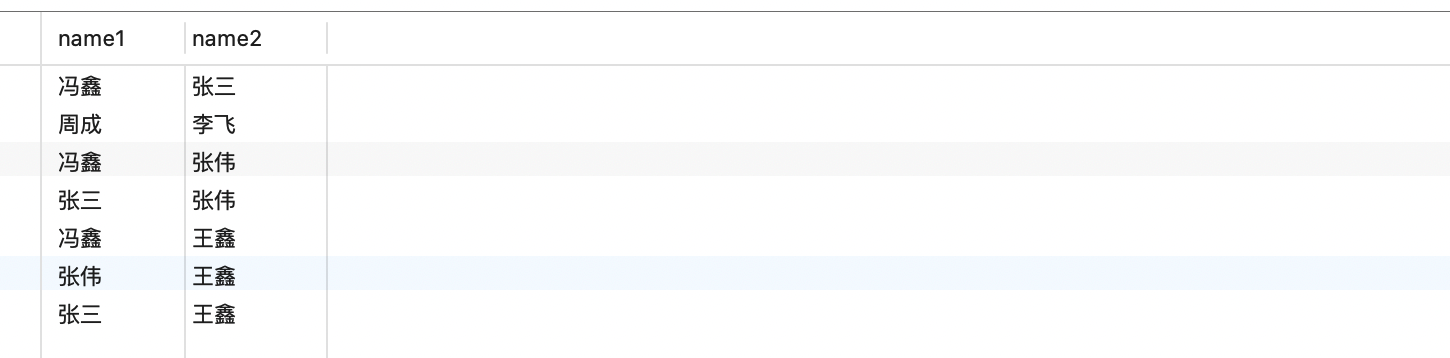 name1 name2
冯鑫 张三
周成 李飞
冯鑫 张伟
张三 张伟
冯鑫 王鑫
张伟 王鑫
张三 王鑫